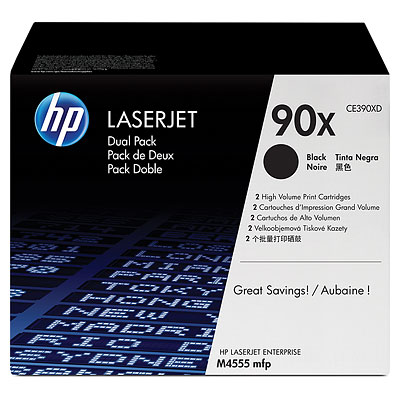 hp
LASERJET
Dual Pack
Pack de Deux
Pack Doble
90x
CE390XD
Black
Noire
Tinta Negra
黑色
2 High Volume Print Cartridges
2 Cartouches d'Impression Grand Volume
2 Cartuchos de Alto Volumen
2 Velkoobjemová Tiskové Kazety
2 个批量打印硒鼓
Great Savings! / Aubaine !
HP LASERJET ENTERPRISE
M4555 mfp